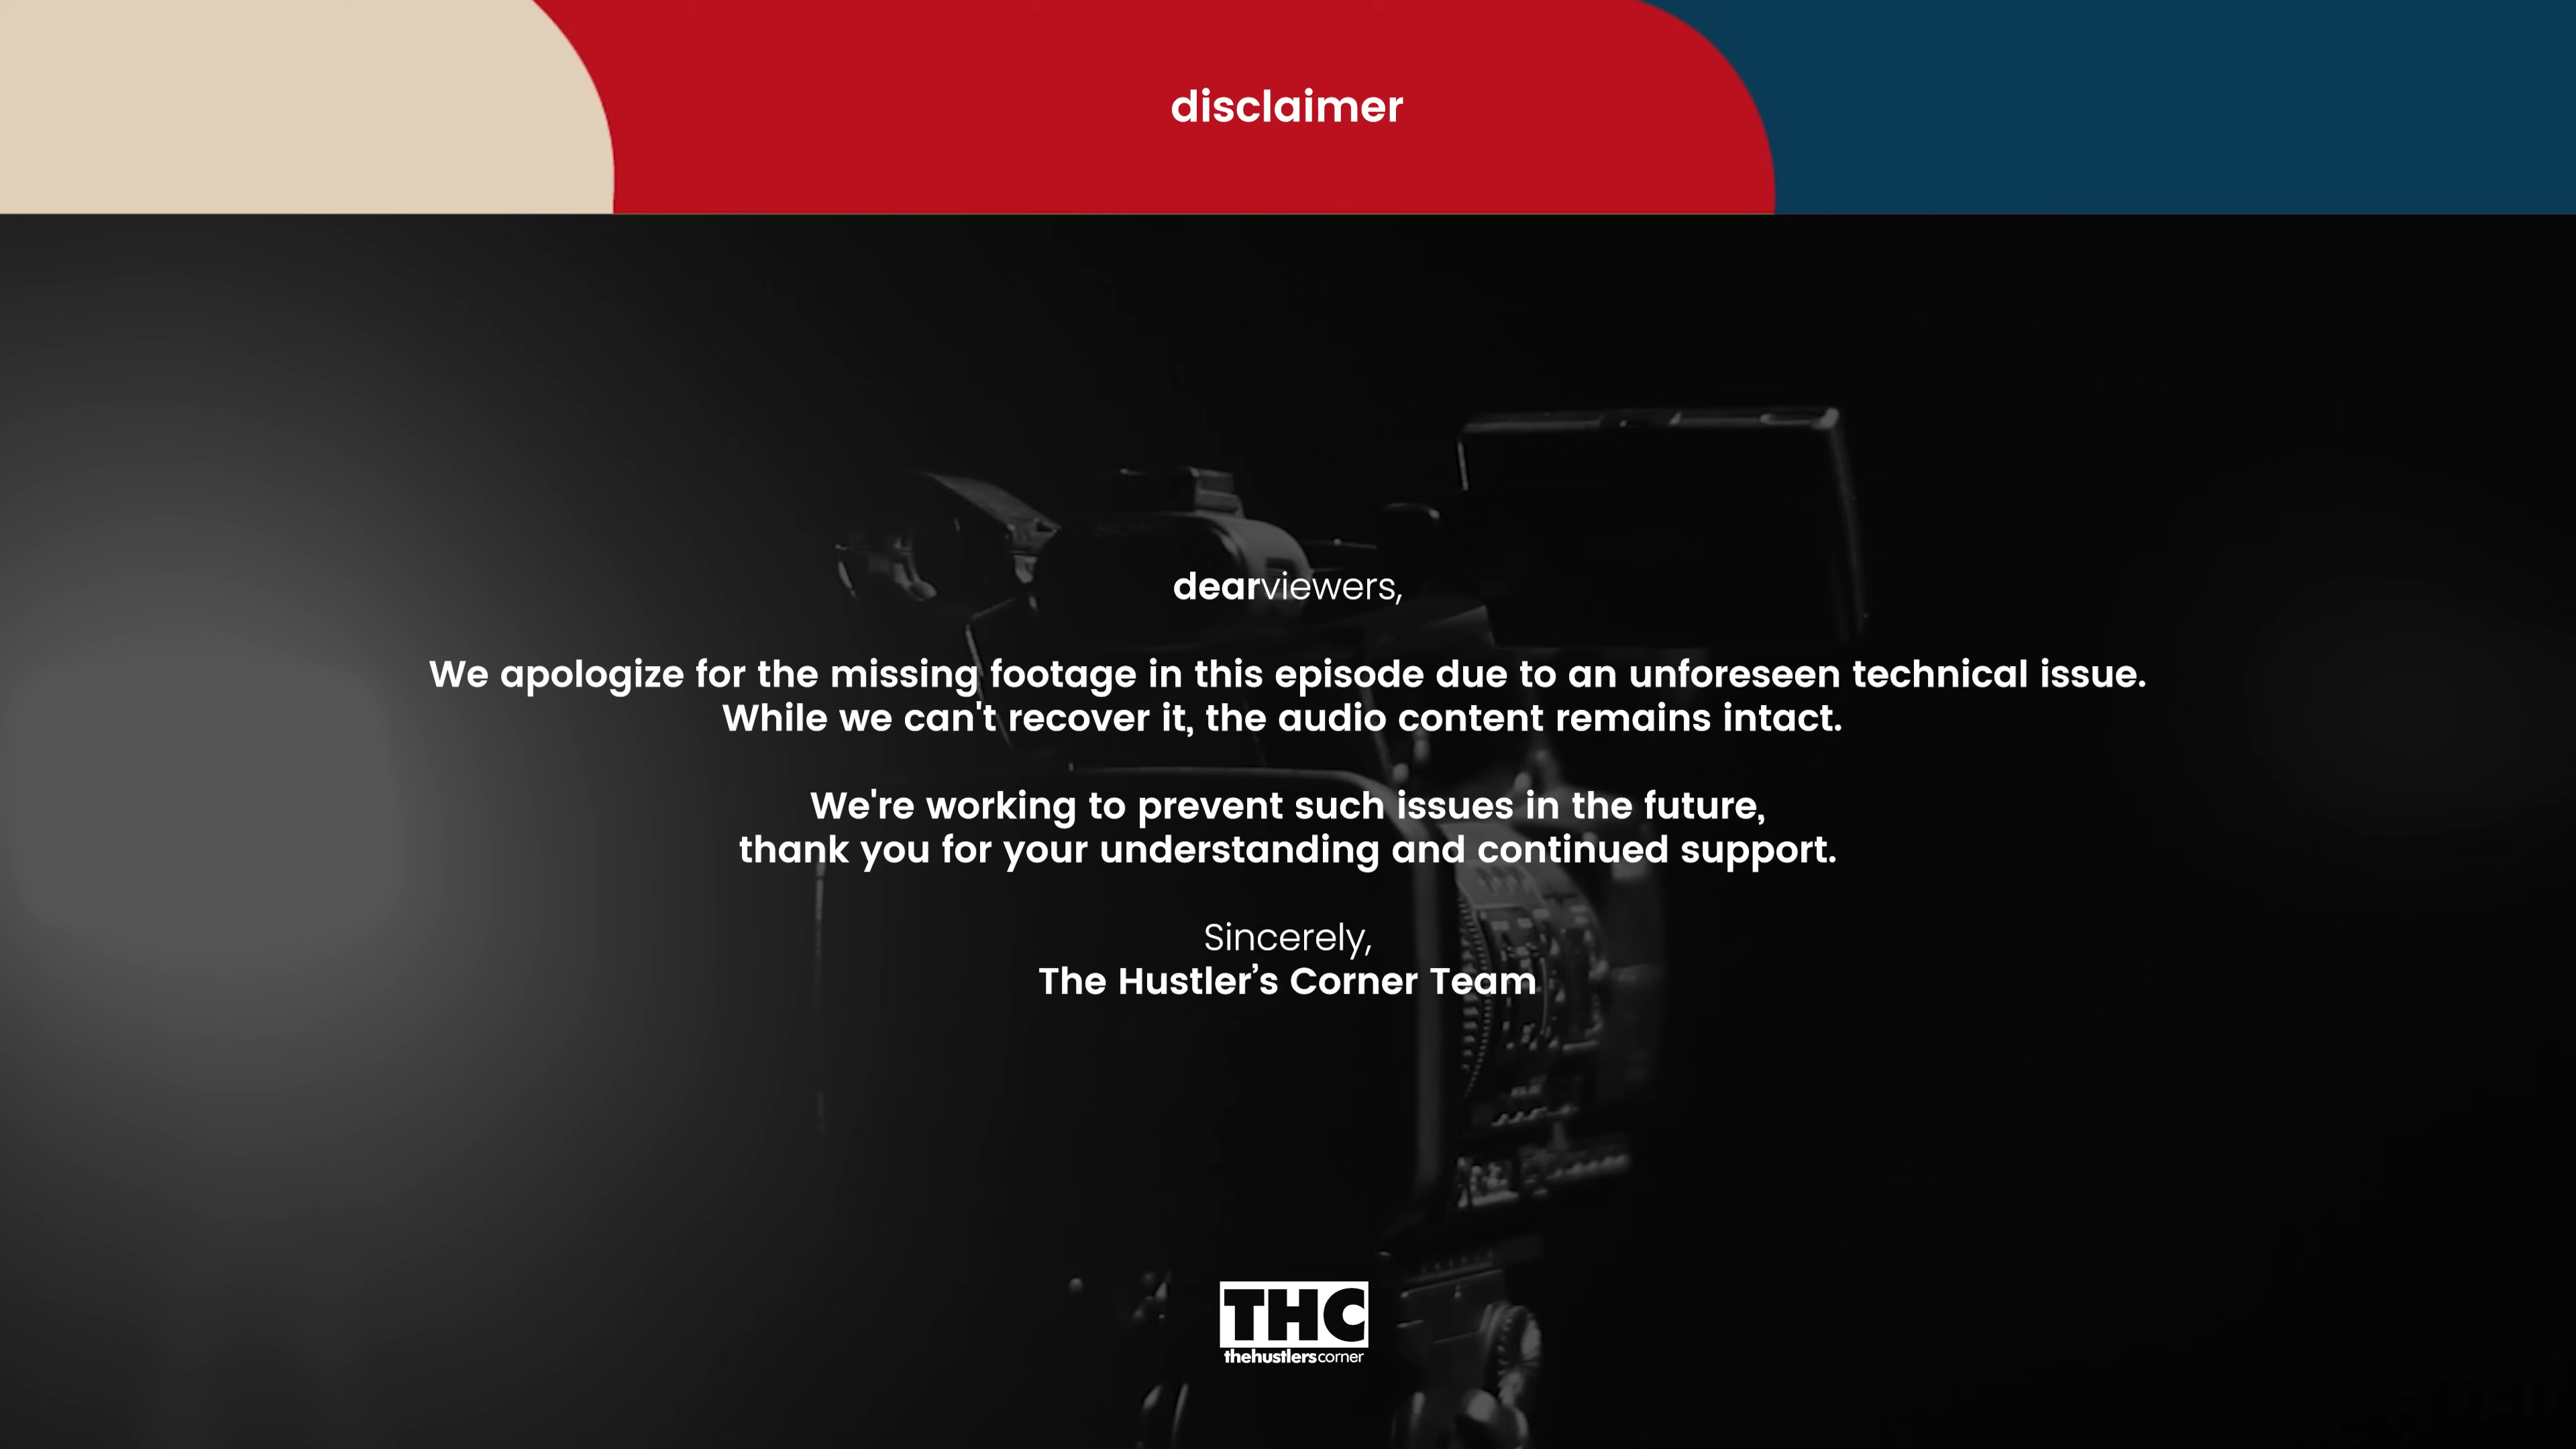 disclaimer
dearviewers,
We apologize for the missing footage in this episode due to an unforeseen technical issue.
While we can't recover it, the audio content remains intact.
We're working to prevent such issues in the future,
thank you for your understanding and continued support.
Sincerely,
The Hustler’s Corner Team
THC
thehustlerscorner